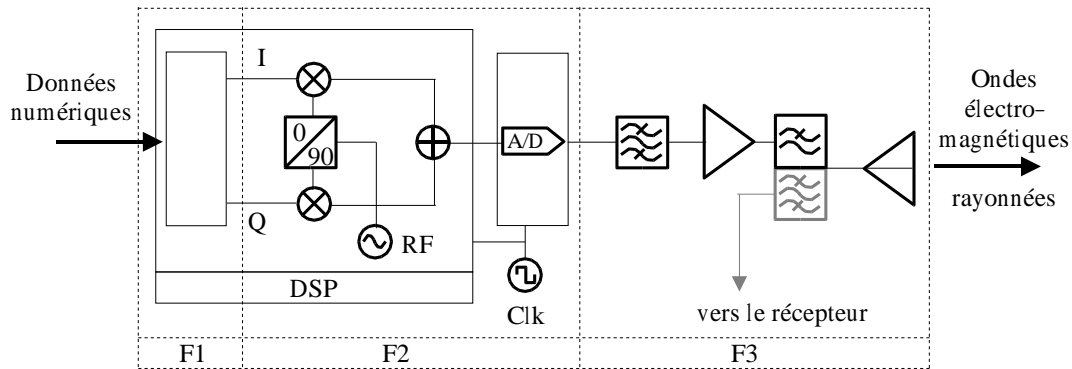 Données
numériques
I
0
90
Q
RF
DSP
A/D
Clk
vers le récepteur
Ondes
électro-
magnétiques
rayonnées
F1
F2
F3